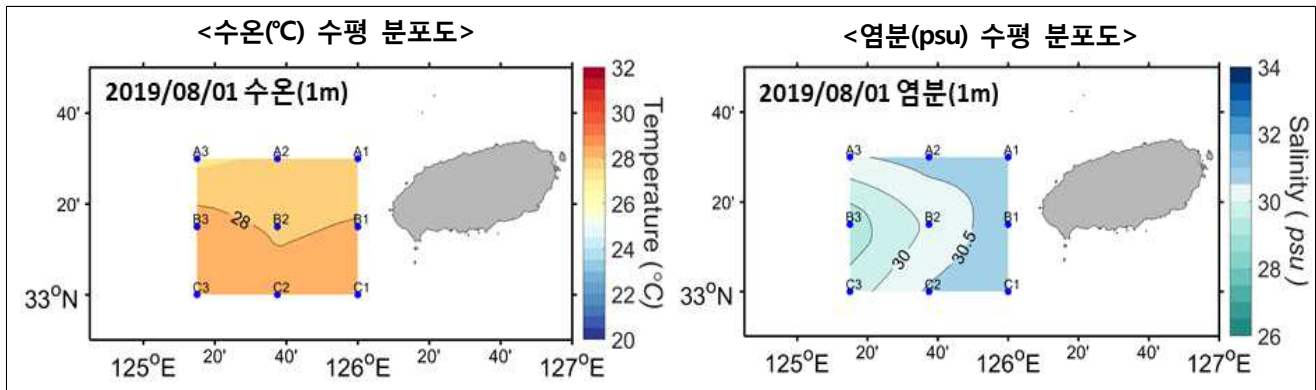 <수온(℃) 수평 분포도>
2019/08/01 수온(1m)
40'
20'
33°N
A3 A2 A1
B3 B2 B1
C3 C2 C1
28
125°E 20' 40' 126°E 20' 40' 127°E
32
30
28
26
24
22
20
Temperature (°C)
<염분(psu) 수평 분포도>
2019/08/01 염분(1m)
40'
20'
33°N
A3 A2 A1
B3 B2 B1
C3 C2 C1
30
30.5
125°E 20' 40' 126°E 20' 40' 127°E
34
32
30
28
26
Salinity (psu)